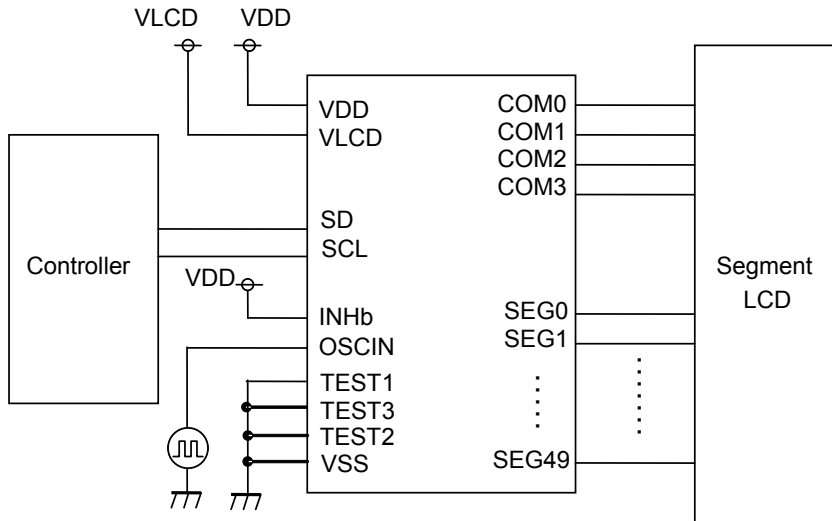 VLCD VDD
VDD
VLCD
SD
SCL
INHb
OSCIN
TEST1
TEST3
TEST2
VSS
COM0
COM1
COM2
COM3
SEG0
SEG1
SEG49
Controller
VDD
Segment
LCD